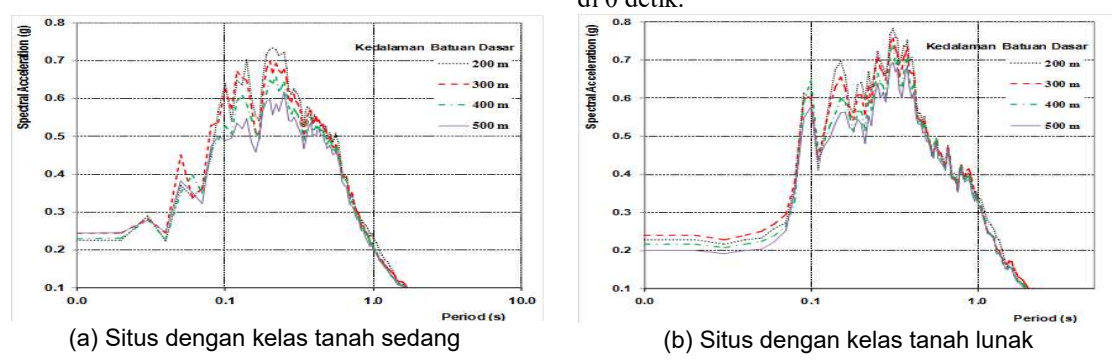 di 0 detik.
0.8
0.7
0.6
0.5
0.4
0.3
0.2
0.1
Spectral Acceleration (g)
Kedalaman Batuan Dasar
200 m
300 m
400 m
500 m
0.0 0.1 1.0 10.0
Period (s)
(a) Situs dengan kelas tanah sedang
0.8
0.7
0.6
0.5
0.4
0.3
0.2
0.1
Spectral Acceleration (g)
Kedalaman Batuan Dasar
200 m
300 m
400 m
500 m
0.0 0.1 1.0
Period (s)
(b) Situs dengan kelas tanah lunak